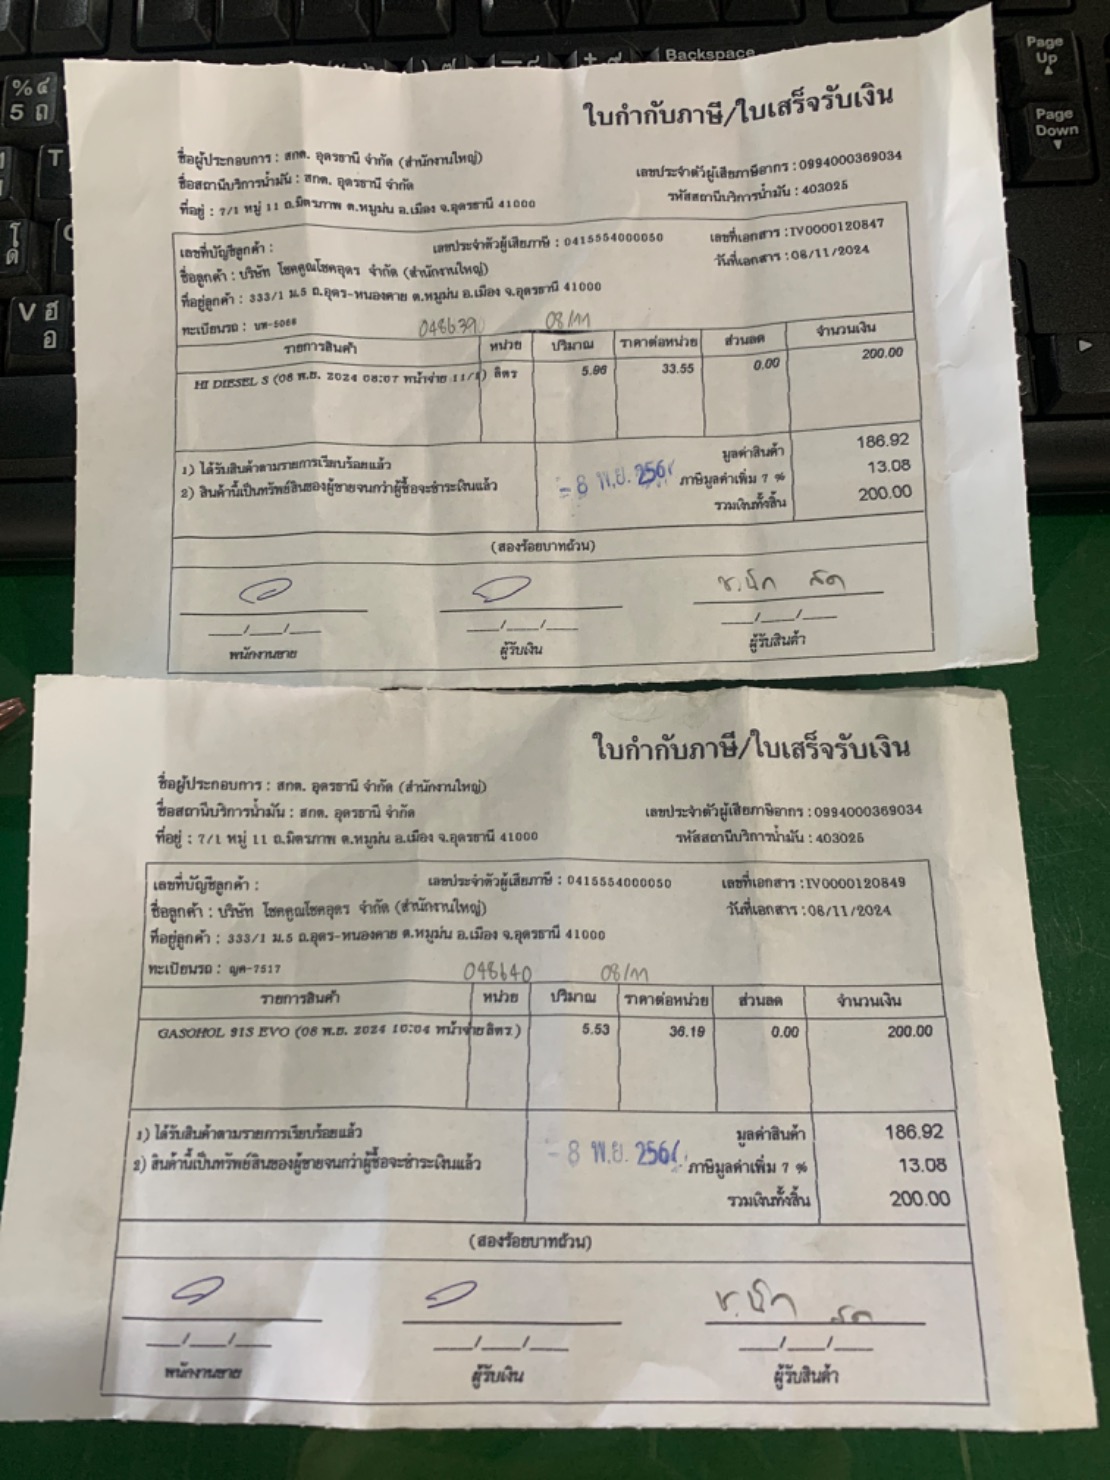 Backspace
Page
Up
Page
Down
%๕
5 ถ
T
V ฮ
อ
ใบกำกับภาษี/ใบเสร็จรับเงิน
ชื่อผู้ประกอบการ : สกต. อุดรธานี จำกัด (สำนักงานใหญ่)
เลขประจำตัวผู้เสียภาษีอากร : 0994000369034
ชื่อสถานีบริการน้ำมัน : สกต. อุดรธานี จำกัด
รหัสสถานีบริการน้ำมัน : 403025
ที่อยู่ : 7/1 หมู่ 11 ถ.มิตรภาพ ต.หมูม่น อ.เมือง จ.อุดรธานี 41000
เลขที่บัญชีลูกค้า : เลขประจำตัวผู้เสียภาษี : 0415554000050 เลขที่เอกสาร : IV0000120847
ชื่อลูกค้า : บริษัท โชคคูณโชคอุดร จำกัด (สำนักงานใหญ่) วันที่เอกสาร : 08/11/2024
ที่อยู่ลูกค้า : 333/1 ม.5 ถ.อุดร-หนองคาย ต.หมูม่น อ.เมือง จ.อุดรธานี 41000
ทะเบียนรถ : บท-5068 048639 08/11
รายการสินค้า หน่วย ปริมาณ ราคาต่อหน่วย ส่วนลด จำนวนเงิน
HI DIESEL S (08 พ.ย. 2024 08:07 หน้าจ่าย 11/1) ลิตร 5.96 33.55 0.00 200.00
1) ได้รับสินค้าตามรายการเรียบร้อยแล้ว มูลค่าสินค้า 186.92
2) สินค้านี้เป็นทรัพย์สินของผู้ขายจนกว่าผู้ซื้อจะชำระเงินแล้ว - 8 พ.ย. 256 ภาษีมูลค่าเพิ่ม 7 % 13.08
รวมเงินทั้งสิ้น 200.00
(สองร้อยบาทถ้วน)
___/___/___ ___/___/___ ___/___/___
พนักงานขาย ผู้รับเงิน ผู้รับสินค้า
ใบกำกับภาษี/ใบเสร็จรับเงิน
ชื่อผู้ประกอบการ : สกต. อุดรธานี จำกัด (สำนักงานใหญ่)
ชื่อสถานีบริการน้ำมัน : สกต. อุดรธานี จำกัด เลขประจำตัวผู้เสียภาษีอากร : 0994000369034
ที่อยู่ : 7/1 หมู่ 11 ถ.มิตรภาพ ต.หมูม่น อ.เมือง จ.อุดรธานี 41000 รหัสสถานีบริการน้ำมัน : 403025
เลขที่บัญชีลูกค้า : เลขประจำตัวผู้เสียภาษี : 0415554000050 เลขที่เอกสาร : IV0000120849
ชื่อลูกค้า : บริษัท โชคคูณโชคอุดร จำกัด (สำนักงานใหญ่) วันที่เอกสาร : 08/11/2024
ที่อยู่ลูกค้า : 333/1 ม.5 ถ.อุดร-หนองคาย ต.หมูม่น อ.เมือง จ.อุดรธานี 41000
ทะเบียนรถ : ญค-7517 048640 08/11
รายการสินค้า หน่วย ปริมาณ ราคาต่อหน่วย ส่วนลด จำนวนเงิน
GASOHOL 91S EVO (08 พ.ย. 2024 10:04 หน้าจ่าย ลิตร ) 5.53 36.19 0.00 200.00
1) ได้รับสินค้าตามรายการเรียบร้อยแล้ว มูลค่าสินค้า 186.92
2) สินค้านี้เป็นทรัพย์สินของผู้ขายจนกว่าผู้ซื้อจะชำระเงินแล้ว - 8 พ.ย. 256 ภาษีมูลค่าเพิ่ม 7 % 13.08
รวมเงินทั้งสิ้น 200.00
(สองร้อยบาทถ้วน)
___/___/___ ___/___/___ ___/___/___
พนักงานขาย ผู้รับเงิน ผู้รับสินค้า